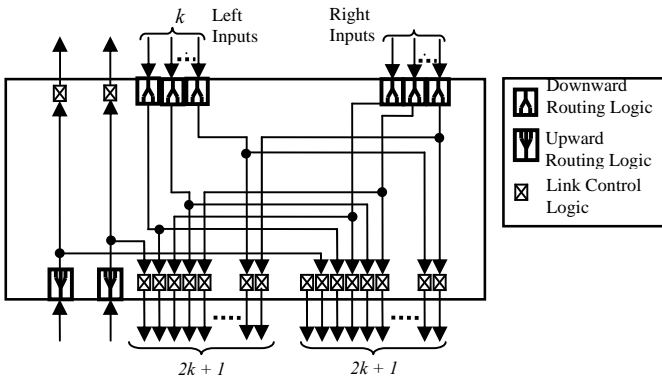 k
Left
Inputs
Right
Inputs
Downward
Routing Logic
Upward
Routing Logic
Link Control
Logic
2k + 1
2k + 1